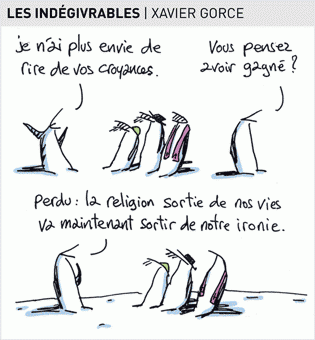 LES INDÉGIVRABLES | XAVIER GORCE
je n'ai plus envie de
rire de vos croyances.
Vous pensez
avoir gagné ?
Perdu : la religion sortie de nos vies
va maintenant sortir de notre ironie.